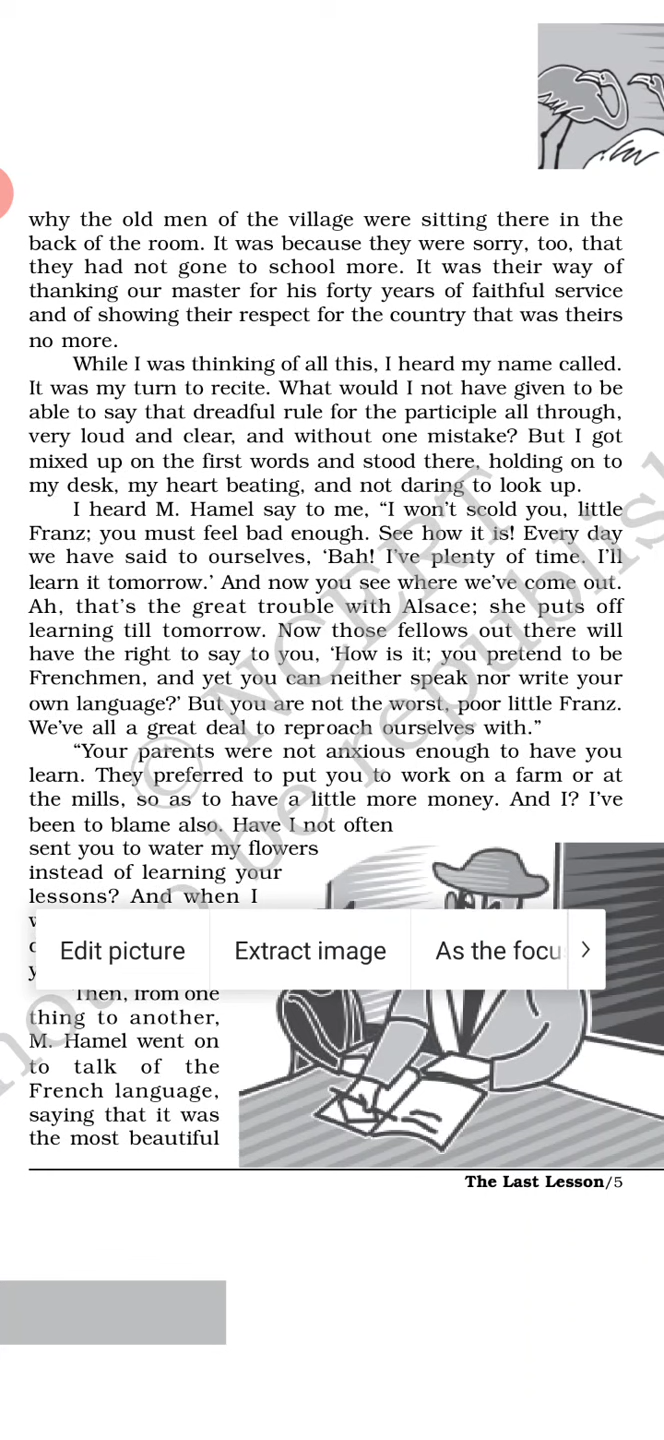 why the old men of the village were sitting there in the
back of the room. It was because they were sorry, too, that
they had not gone to school more. It was their way of
thanking our master for his forty years of faithful service
and of showing their respect for the country that was theirs
no more.
While I was thinking of all this, I heard my name called.
It was my turn to recite. What would I not have given to be
able to say that dreadful rule for the participle all through,
very loud and clear, and without one mistake? But I got
mixed up on the first words and stood there, holding on to
my desk, my heart beating, and not daring to look up.
I heard M. Hamel say to me, “I won’t scold you, little
Franz; you must feel bad enough. See how it is! Every day
we have said to ourselves, ‘Bah! I’ve plenty of time. I’ll
learn it tomorrow.’ And now you see where we’ve come out.
Ah, that’s the great trouble with Alsace; she puts off
learning till tomorrow. Now those fellows out there will
have the right to say to you, ‘How is it; you pretend to be
Frenchmen, and yet you can neither speak nor write your
own language?’ But you are not the worst, poor little Franz.
We’ve all a great deal to reproach ourselves with.”
“Your parents were not anxious enough to have you
learn. They preferred to put you to work on a farm or at
the mills, so as to have a little more money. And I? I’ve
been to blame also. Have I not often
sent you to water my flowers
instead of learning your
lessons? And when I
Edit picture Extract image As the focu
Then, from one
thing to another,
M. Hamel went on
to talk of the
French language,
saying that it was
the most beautiful
The Last Lesson/5
© NCERT
not to be republish